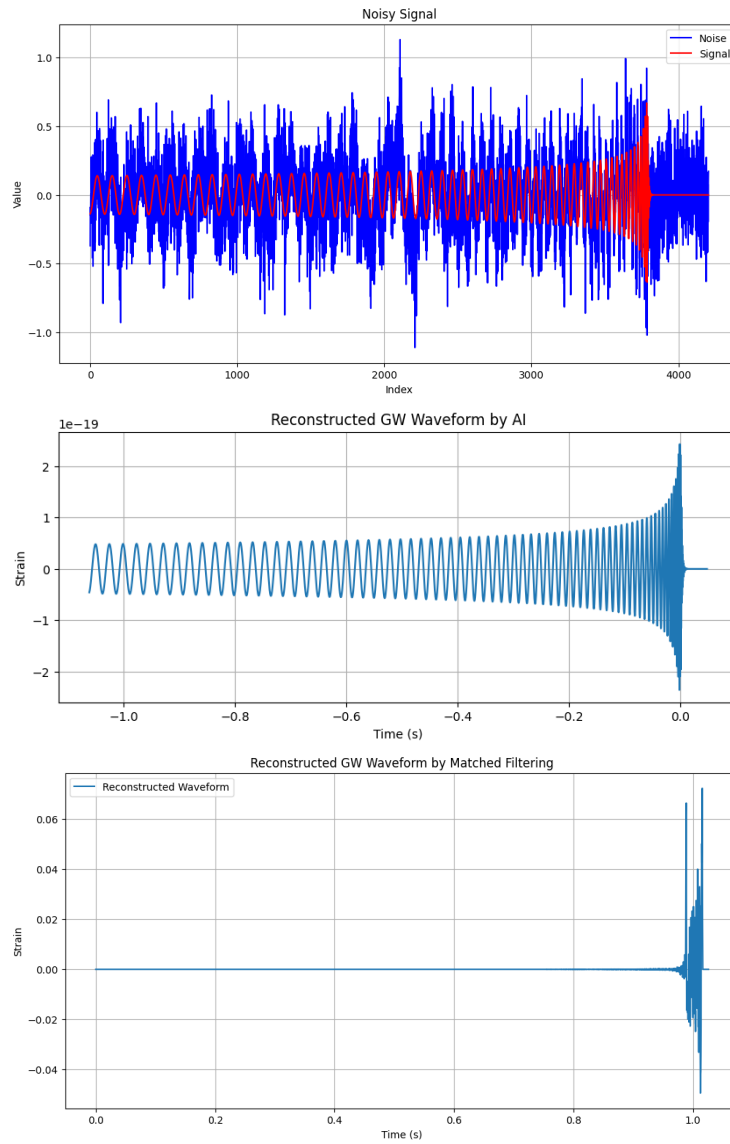 Noisy Signal
Noise
Signal
1.0
0.5
0.0
−0.5
−1.0
Value
0
1000
2000
3000
4000
Index
Reconstructed GW Waveform by AI
1e−19
2
1
0
−1
−2
Strain
−1.0
−0.8
−0.6
−0.4
−0.2
0.0
Time (s)
Reconstructed GW Waveform by Matched Filtering
Reconstructed Waveform
0.06
0.04
0.02
0.00
−0.02
−0.04
Strain
0.0
0.2
0.4
0.6
0.8
1.0
Time (s)